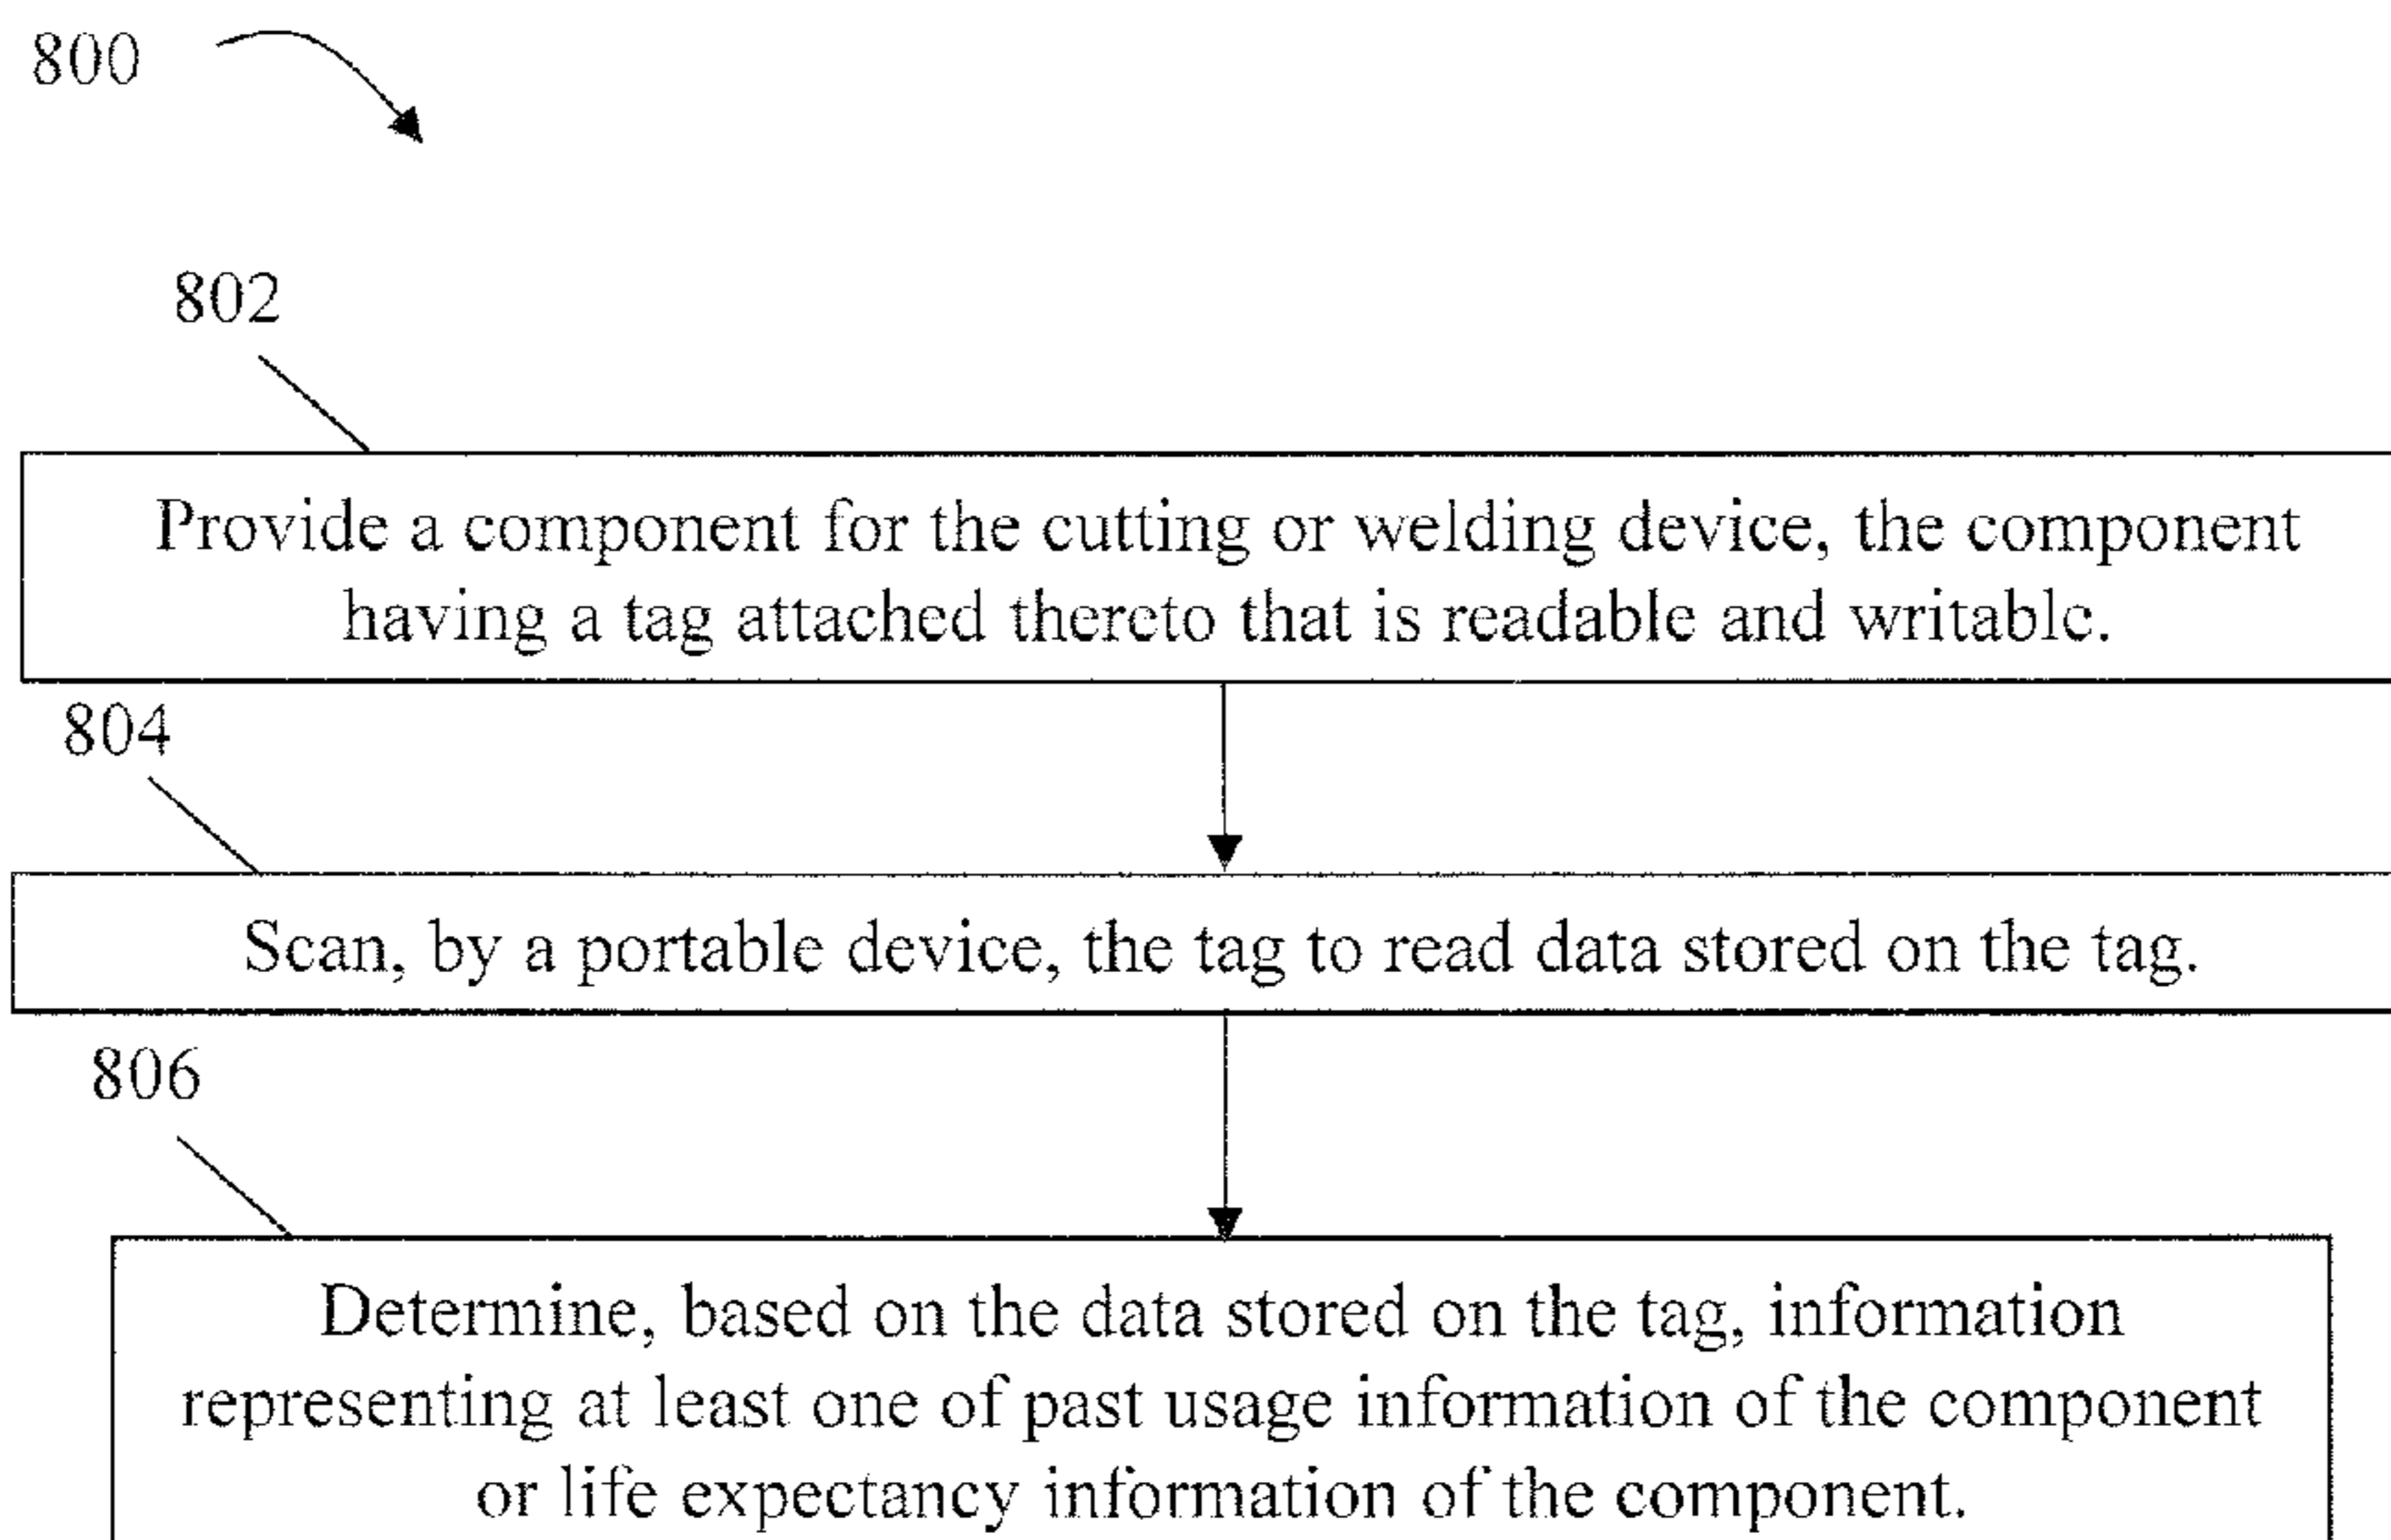 800
802
Provide a component for the cutting or welding device, the component
having a tag attached thereto that is readable and writable.
804
Scan, by a portable device, the tag to read data stored on the tag.
806
Determine, based on the data stored on the tag, information
representing at least one of past usage information of the component
or life expectancy information of the component.